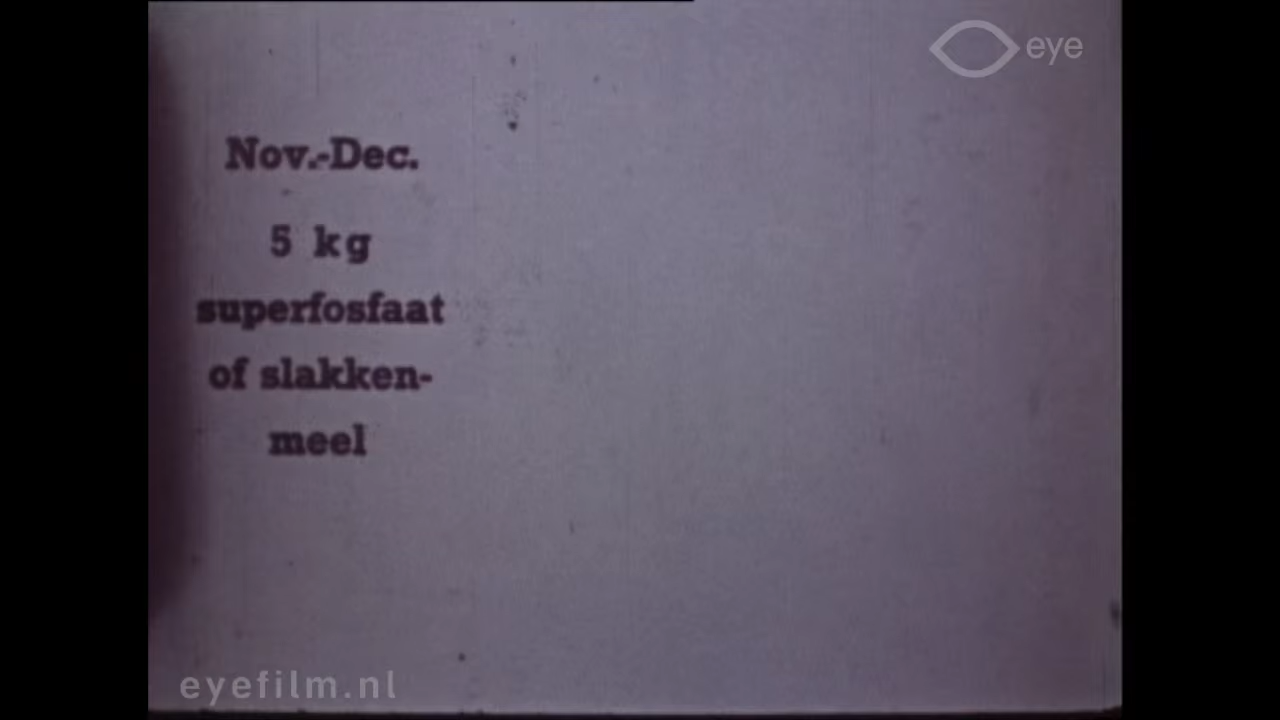 eye
Nov.-Dec.
5 kg
superfosfaat
of slakken-
meel
eyefilm.nl